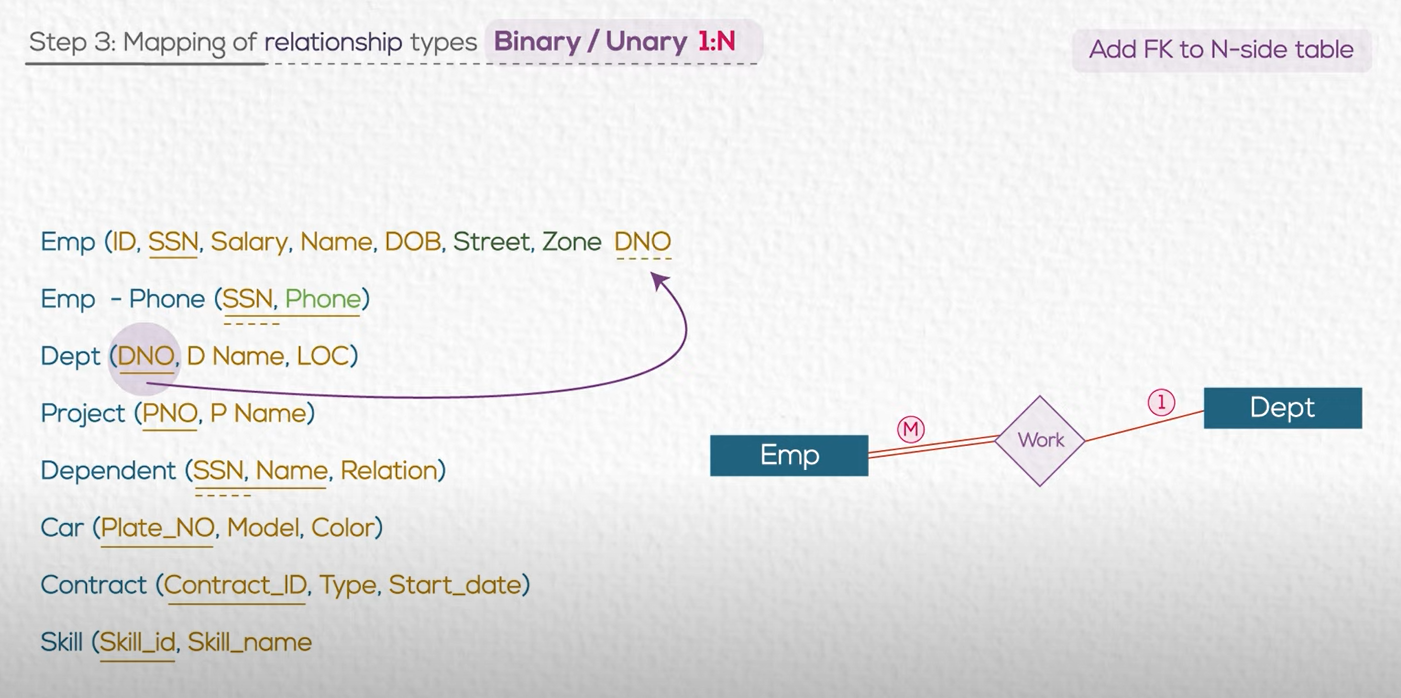 Step 3: Mapping of relationship types Binary / Unary 1:N
Add FK to N-side table
Emp (ID, SSN, Salary, Name, DOB, Street, Zone DNO
Emp - Phone (SSN, Phone)
Dept (DNO, D Name, LOC)
Project (PNO, P Name)
Dependent (SSN, Name, Relation)
Car (Plate_NO, Model, Color)
Contract (Contract_ID, Type, Start_date)
Skill (Skill_id, Skill_name
Emp
M
Work
1
Dept